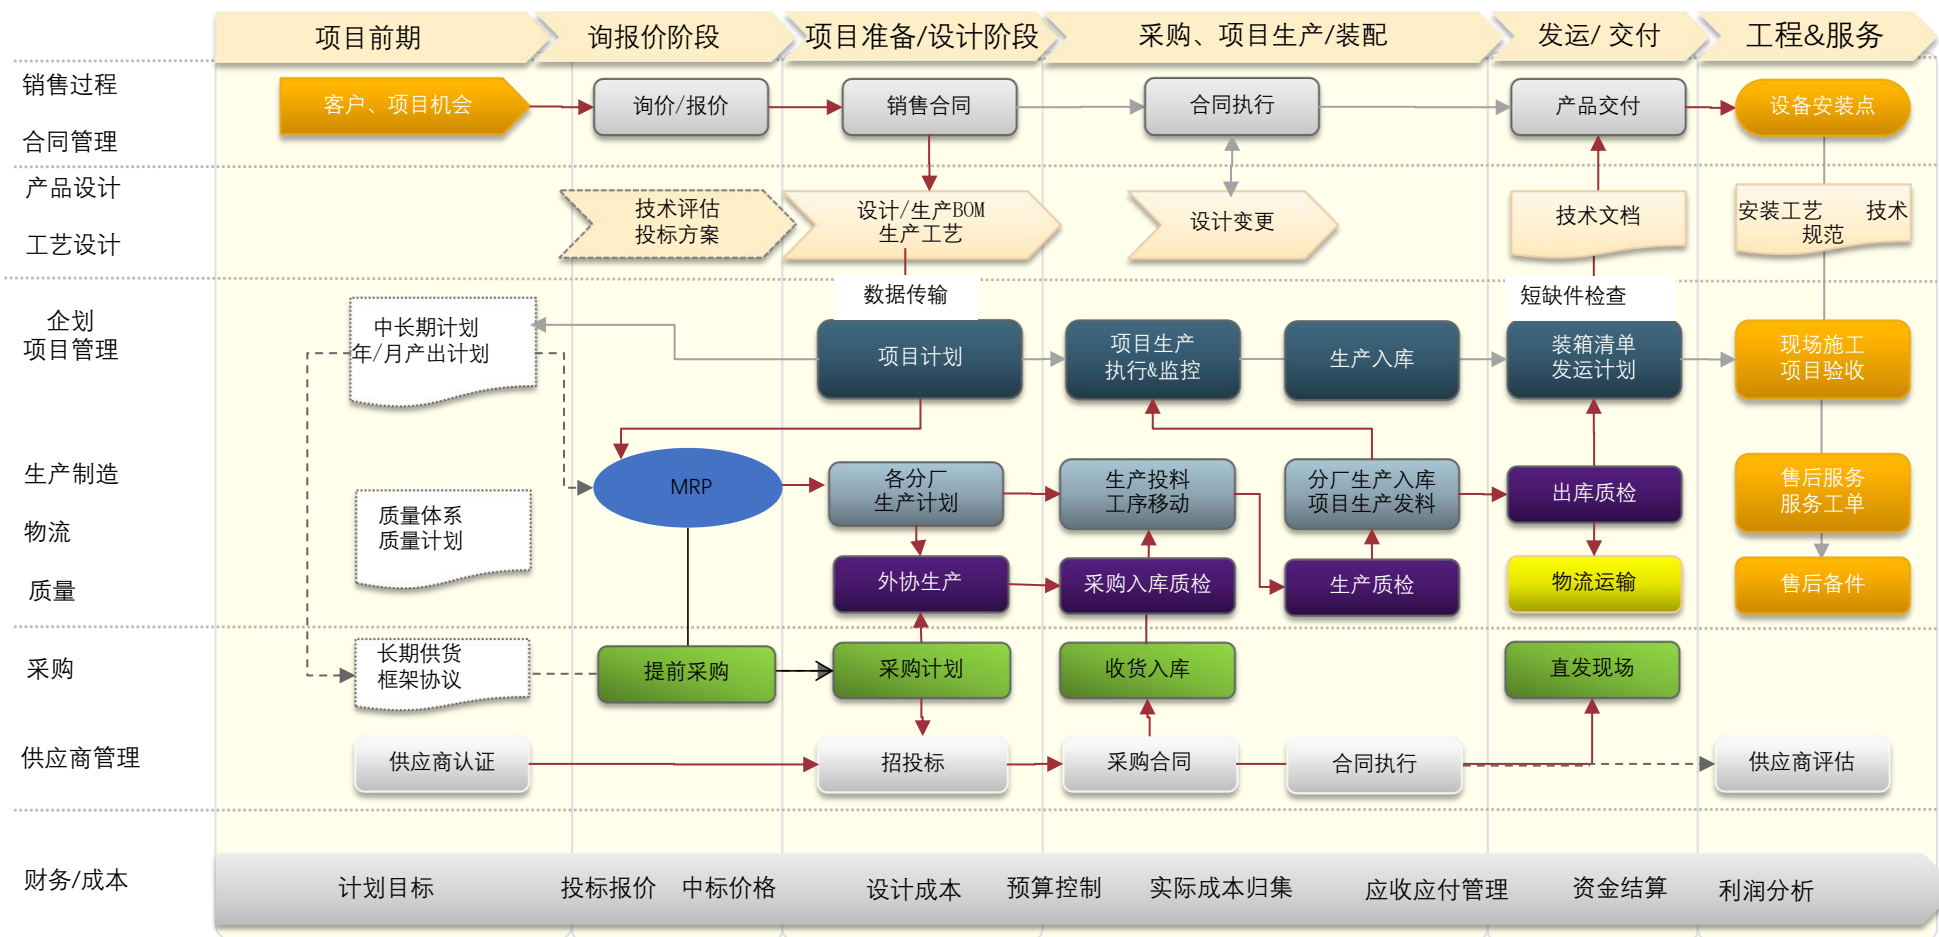 项目前期
询报价阶段
项目准备/设计阶段
采购、项目生产/装配
发运/ 交付
工程&服务
销售过程
合同管理
客户、项目机会
询价/报价
销售合同
合同执行
产品交付
设备安装点
产品设计
工艺设计
技术评估
投标方案
设计/生产BOM
生产工艺
设计变更
技术文档
安装工艺 技术
规范
数据传输
短缺件检查
企划
项目管理
中长期计划
年/月产出计划
项目计划
项目生产
执行&监控
生产入库
装箱清单
发运计划
现场施工
项目验收
生产制造
物流
质量
质量体系
质量计划
MRP
各分厂
生产计划
生产投料
工序移动
分厂生产入库
项目生产发料
出库质检
售后服务
服务工单
外协生产
采购入库质检
生产质检
物流运输
售后备件
采购
长期供货
框架协议
提前采购
采购计划
收货入库
直发现场
供应商管理
供应商认证
招投标
采购合同
合同执行
供应商评估
财务/成本
计划目标
投标报价
中标价格
设计成本
预算控制
实际成本归集
应收应付管理
资金结算
利润分析